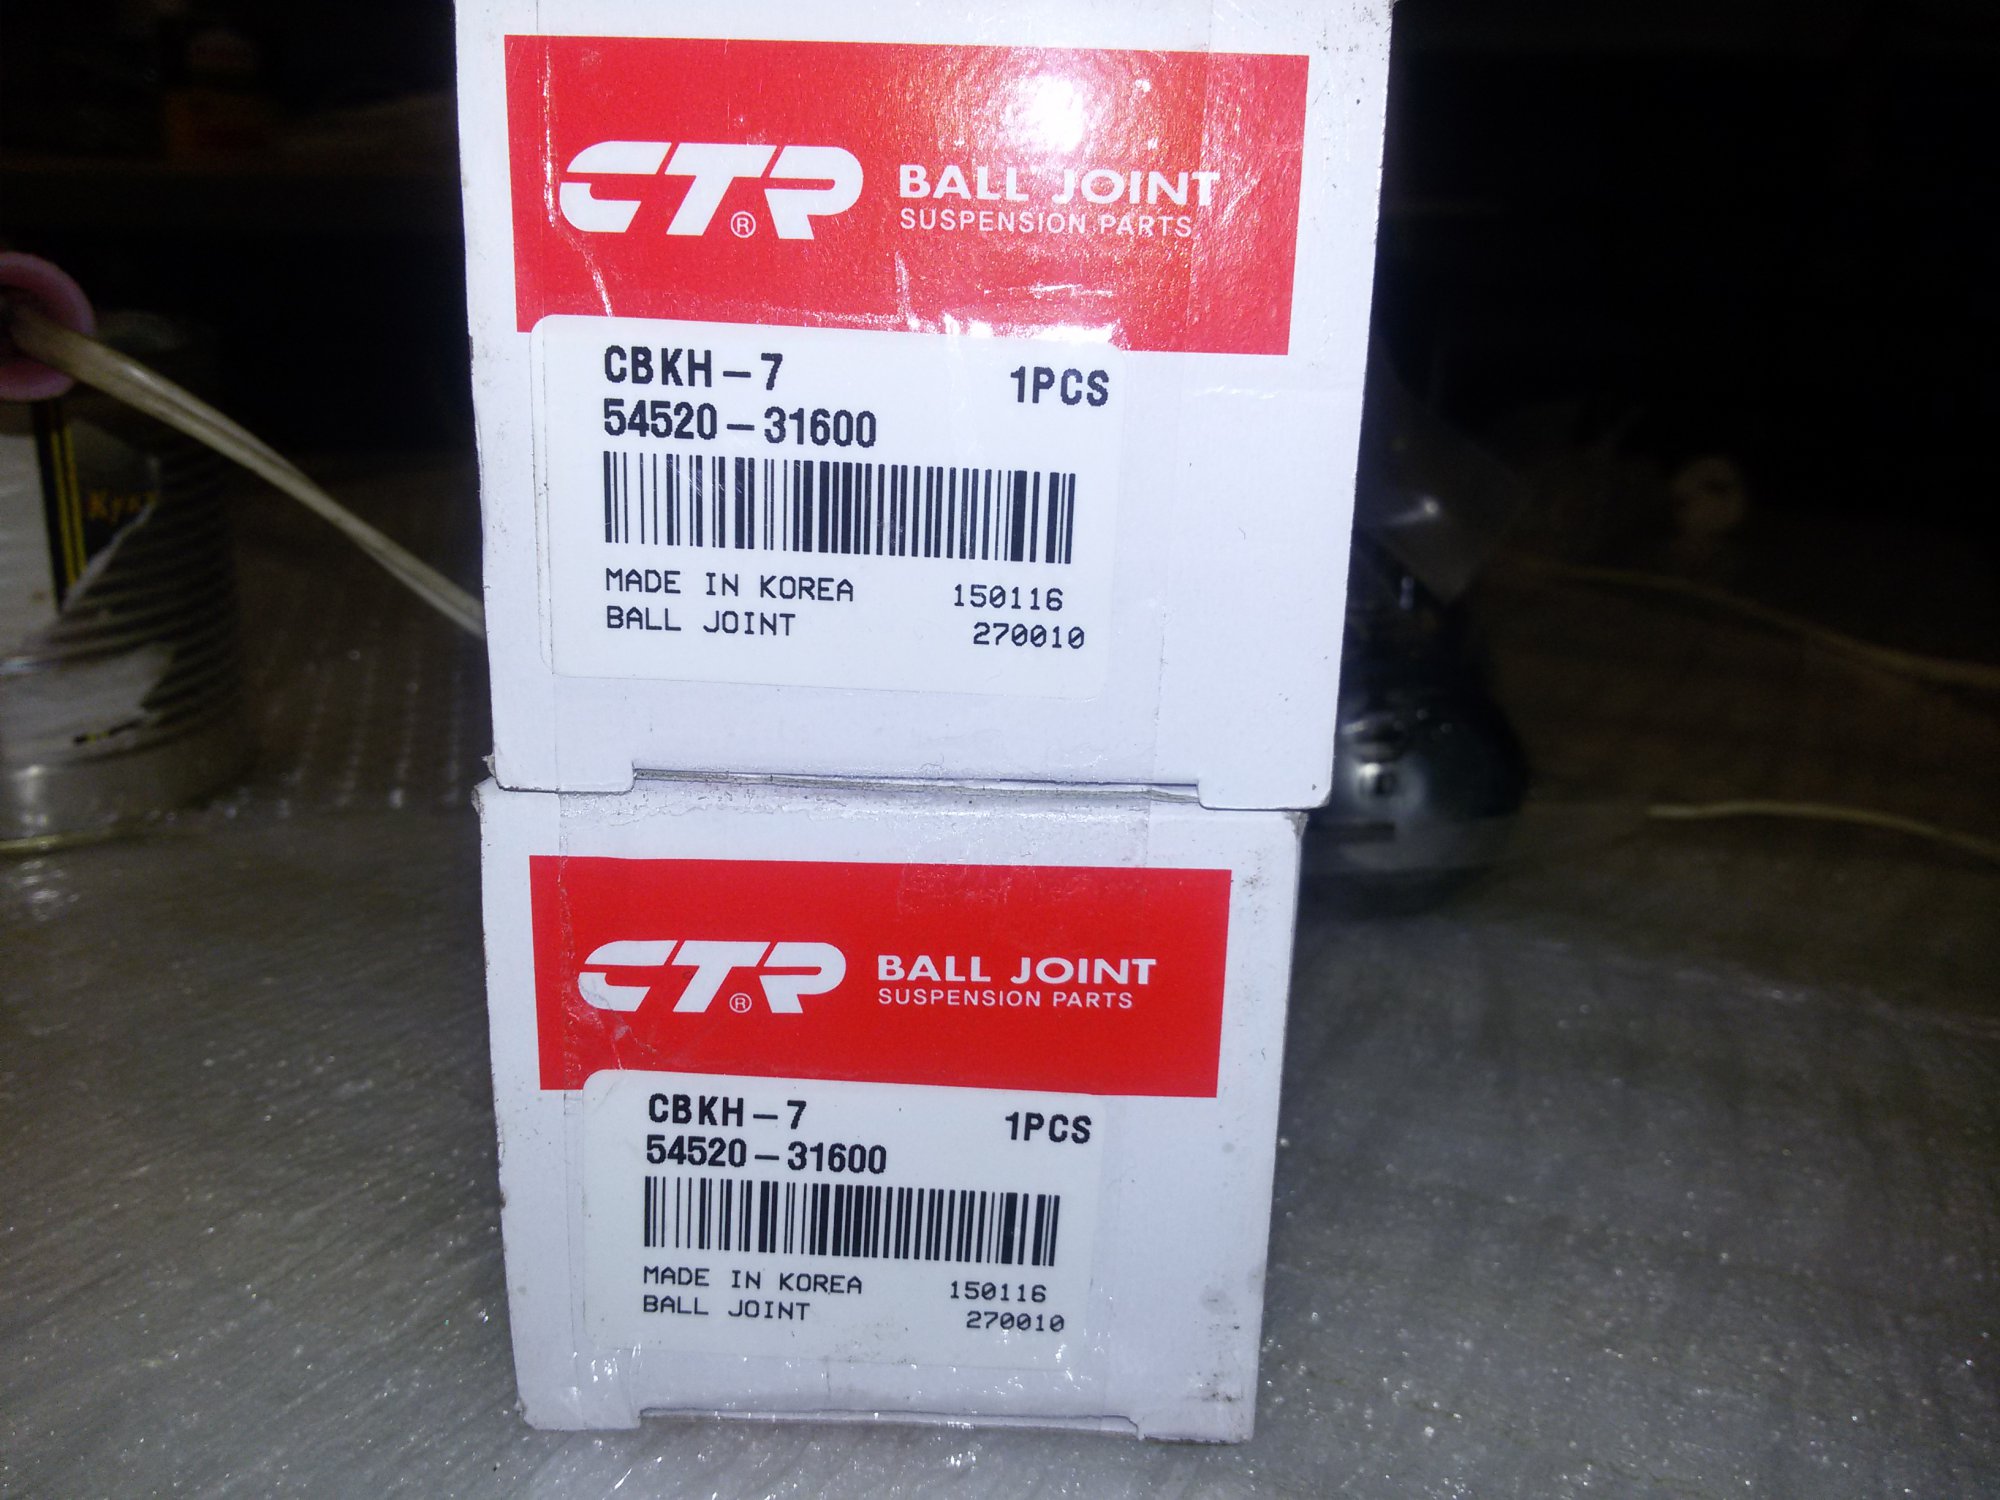 CTR ® BALL JOINT
SUSPENSION PARTS
CBKH-7 1PCS
54520-31600
MADE IN KOREA 150116
BALL JOINT 270010
CTR ® BALL JOINT
SUSPENSION PARTS
CBKH-7 1PCS
54520-31600
MADE IN KOREA 150116
BALL JOINT 270010